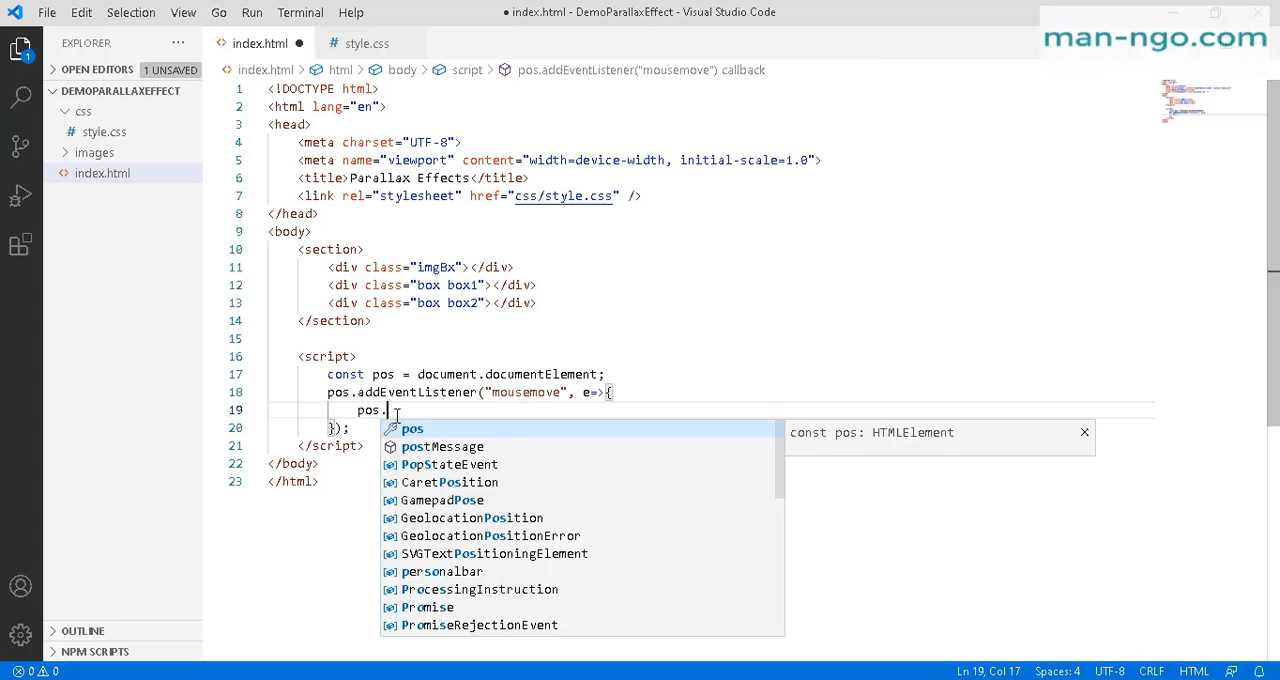 File Edit Selection View Go Run Terminal Help
● index.html - DemoParallaxEffect - Visual Studio Code
man-ngo.com
EXPLORER ···
index.html ●
# style.css
OPEN EDITORS 1 UNSAVED
DEMOPARALLAXEFFECT
css
# style.css
images
<> index.html
1
<> index.html > html > body > script > pos.addEventListener("mousemove") callback
1 <!DOCTYPE html>
2 <html lang="en">
3 <head>
4 <meta charset="UTF-8">
5 <meta name="viewport" content="width=device-width, initial-scale=1.0">
6 <title>Parallax Effects</title>
7 <link rel="stylesheet" href="css/style.css" />
8 </head>
9 <body>
10 <section>
11 <div class="imgBx"></div>
12 <div class="box box1"></div>
13 <div class="box box2"></div>
14 </section>
15
16 <script>
17 const pos = document.documentElement;
18 pos.addEventListener("mousemove", e=>{
19 pos.
20 });
21 </script>
22 </body>
23 </html>
pos
postMessage
PopStateEvent
CaretPosition
GamepadPose
GeolocationPosition
GeolocationPositionError
SVGTextPositioningElement
personalbar
ProcessingInstruction
Promise
PromiseRejectionEvent
const pos: HTMLElement
OUTLINE
NPM SCRIPTS
0 0
Ln 19, Col 17 Spaces: 4 UTF-8 CRLF HTML